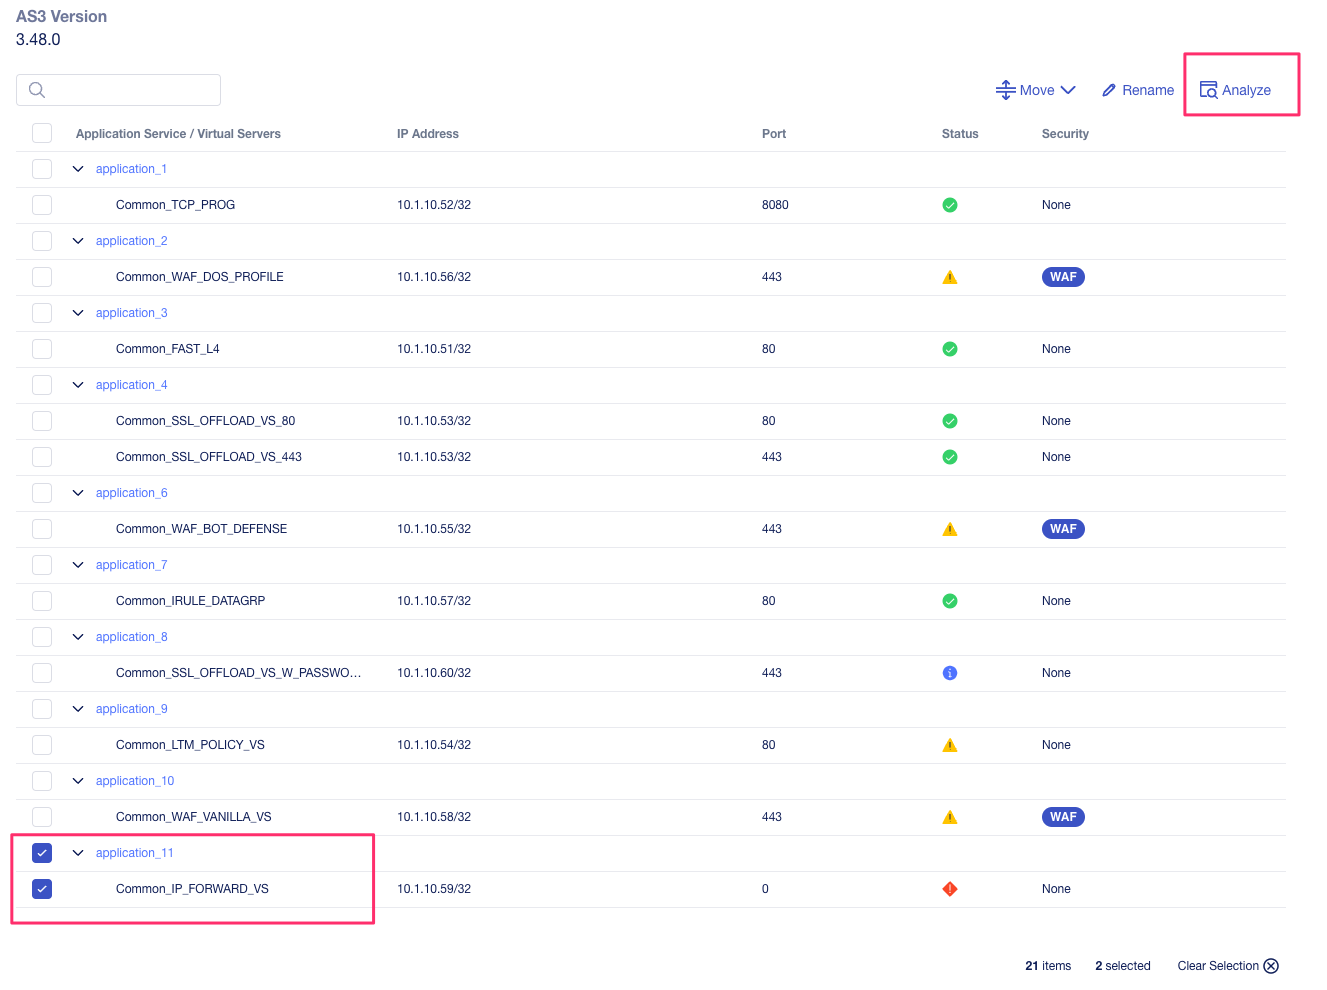 AS3 Version
3.48.0
Move Rename Analyze
Application Service / Virtual Servers IP Address Port Status Security
application_1
Common_TCP_PROG 10.1.10.52/32 8080 None
application_2
Common_WAF_DOS_PROFILE 10.1.10.56/32 443 WAF
application_3
Common_FAST_L4 10.1.10.51/32 80 None
application_4
Common_SSL_OFFLOAD_VS_80 10.1.10.53/32 80 None
Common_SSL_OFFLOAD_VS_443 10.1.10.53/32 443 None
application_6
Common_WAF_BOT_DEFENSE 10.1.10.55/32 443 WAF
application_7
Common_IRULE_DATAGRP 10.1.10.57/32 80 None
application_8
Common_SSL_OFFLOAD_VS_W_PASSWO... 10.1.10.60/32 443 None
application_9
Common_LTM_POLICY_VS 10.1.10.54/32 80 None
application_10
Common_WAF_VANILLA_VS 10.1.10.58/32 443 WAF
application_11
Common_IP_FORWARD_VS 10.1.10.59/32 0 None
21 items 2 selected Clear Selection